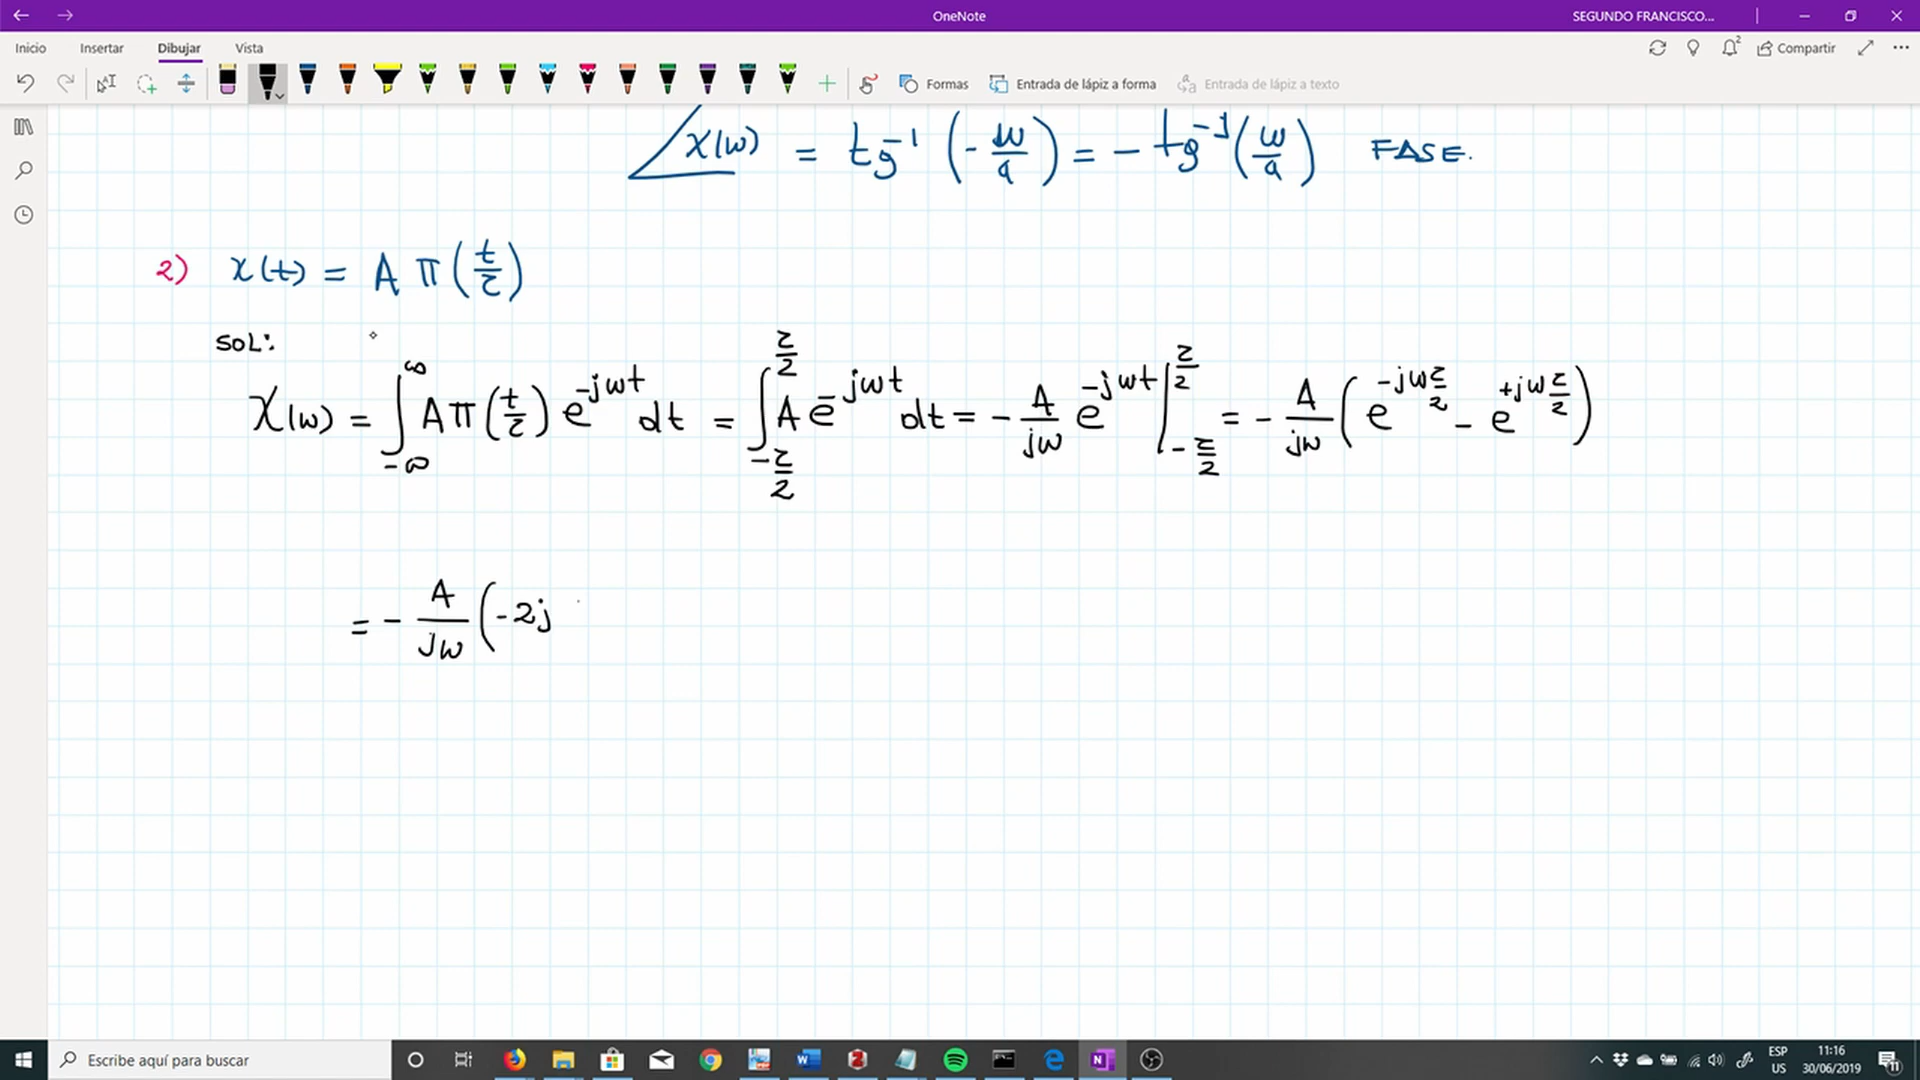 OneNote
SEGUNDO FRANCISCO...
Inicio Insertar Dibujar Vista
2 Compartir
Formas Entrada de lápiz a forma Entrada de lápiz a texto
∠X(ω) = tg⁻¹(-ω/a) = - tg⁻¹(ω/a) FASE.
2) x(t) = A π(t/τ)
SOL:
X(ω) = ∫_{-∞}^{∞} A π(t/τ) e^{-jωt} dt = ∫_{-τ/2}^{τ/2} A e^{-jωt} dt = - A/jω e^{-jωt} |_{-τ/2}^{τ/2} = - A/jω ( e^{-jωτ/2} - e^{+jωτ/2} )
= - A/jω ( -2j
Escribe aquí para buscar
ESP
US
11:16
30/06/2019
11